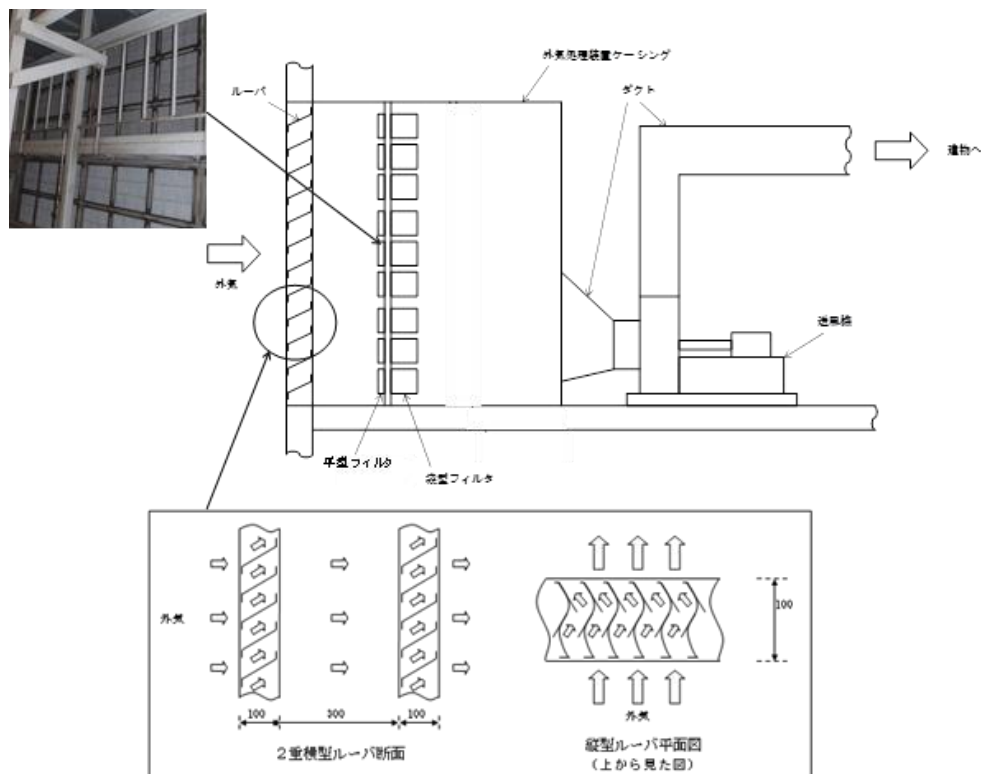 外気処理装置ケーシング
ルーバ
ダクト
建物へ
外気
送風機
平型フィルタ
袋型フィルタ
外気
100
300
100
2重横型ルーバ断面
100
外気
縦型ルーバ平面図
(上から見た図)